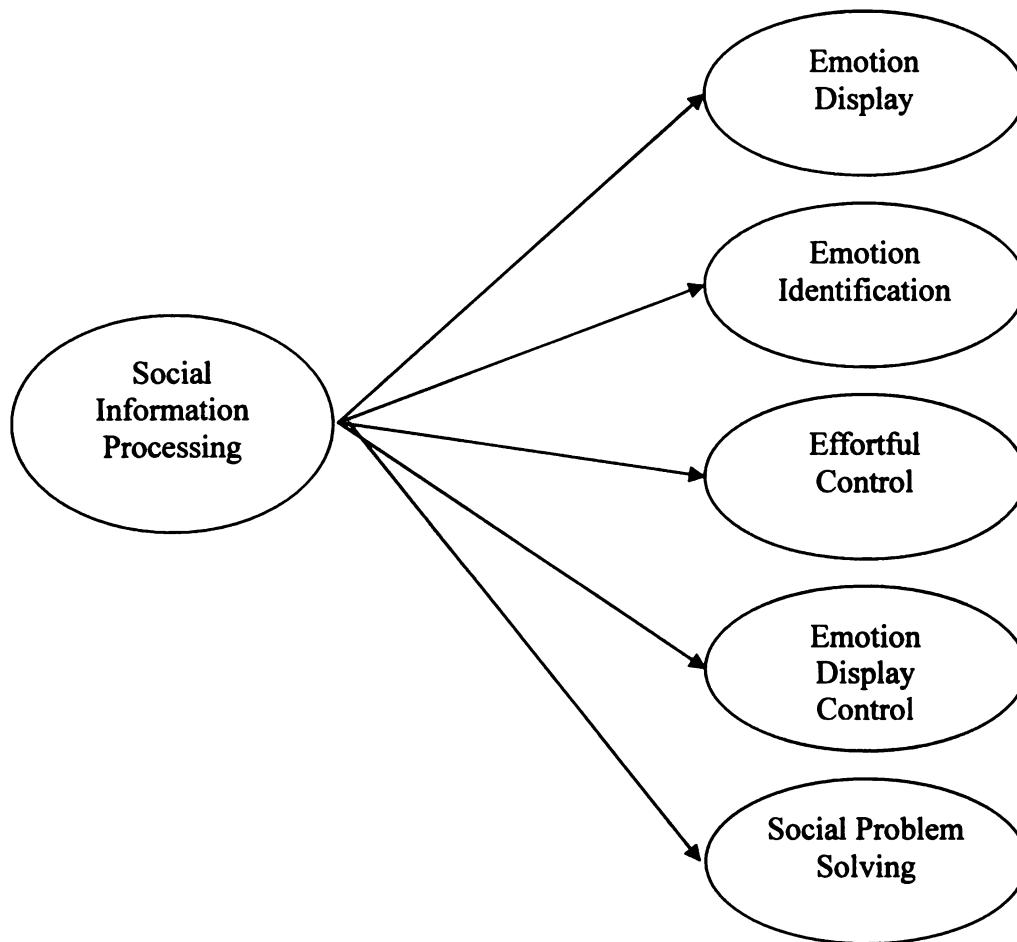 Emotion
Display
Emotion
Identification
Social
Information
Processing
Effortful
Control
Emotion
Display
Control
Social Problem
Solving